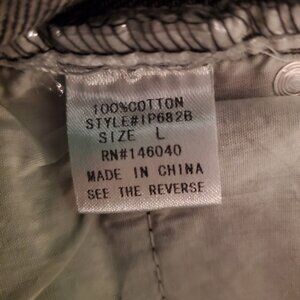 100%COTTON
STYLE#IP682B
SIZE L
RN#146040
MADE IN CHINA
SEE THE REVERSE